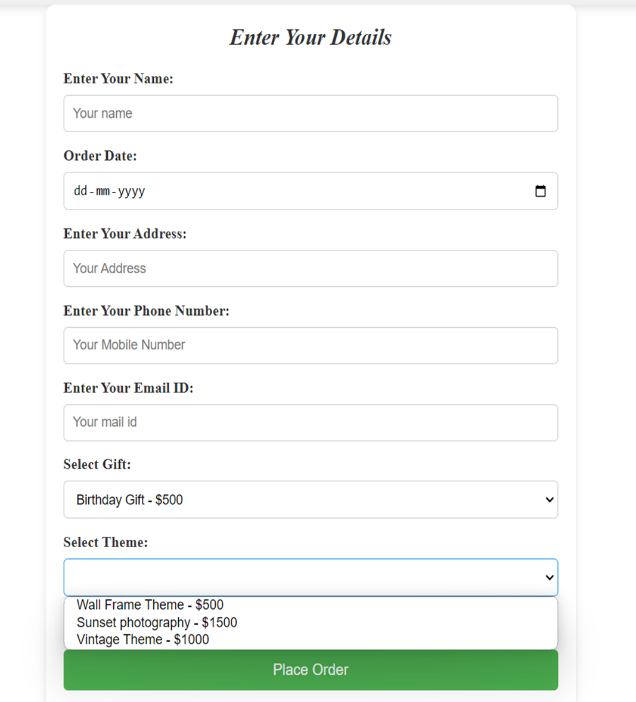 Enter Your Details
Enter Your Name:
Your name
Order Date:
dd-mm-yyyy
Enter Your Address:
Your Address
Enter Your Phone Number:
Your Mobile Number
Enter Your Email ID:
Your mail id
Select Gift:
Birthday Gift - $500
Select Theme:
Wall Frame Theme - $500
Sunset photography - $1500
Vintage Theme - $1000
Place Order